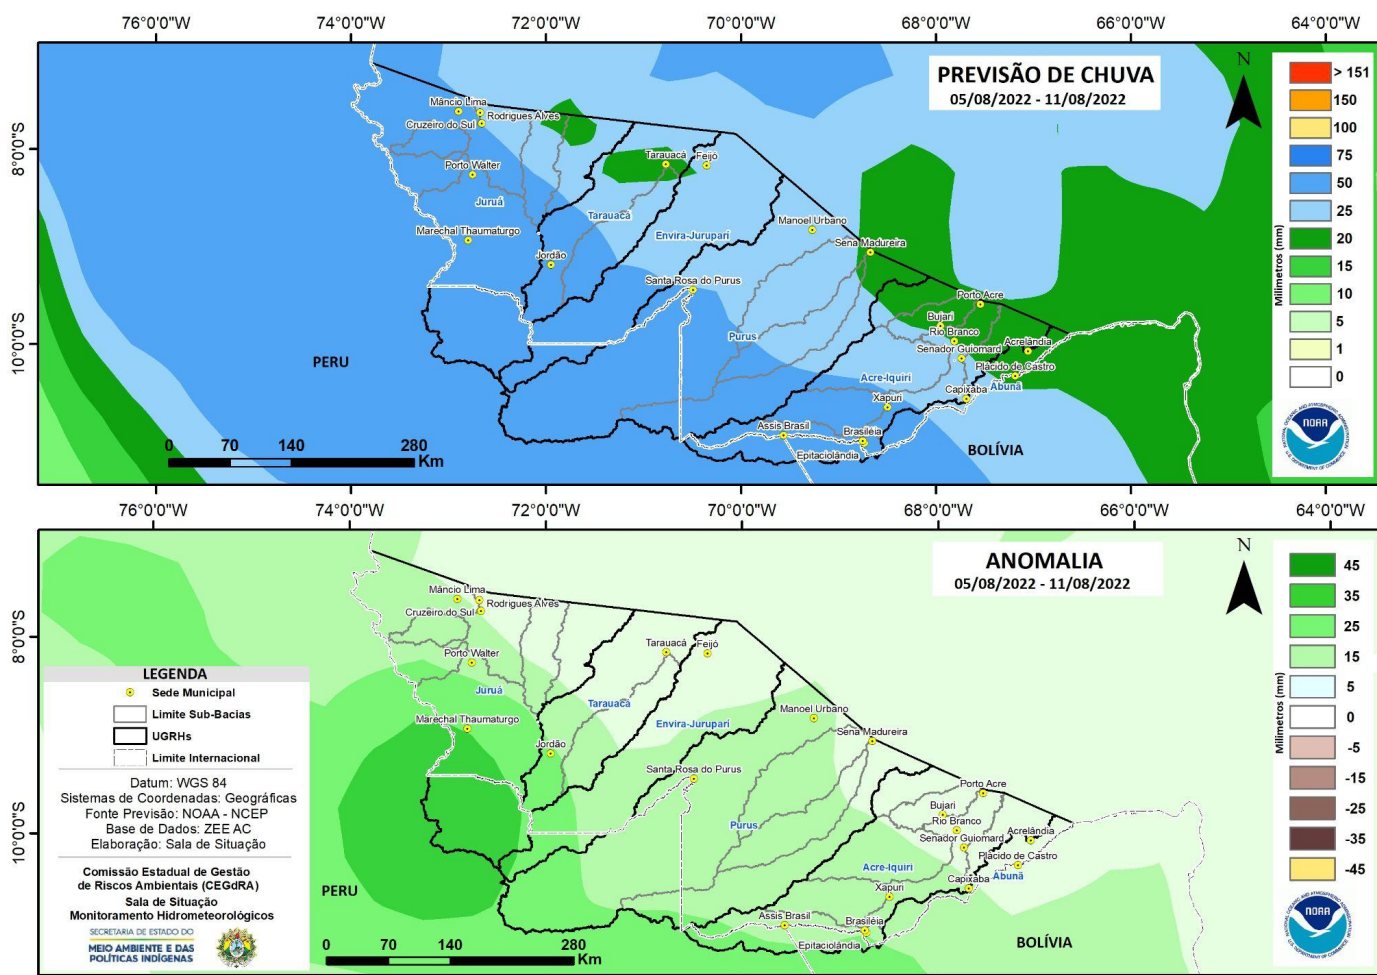 76°0'0"W
74°0'0"W
72°0'0"W
70°0'0"W
68°0'0"W
66°0'0"W
64°0'0"W
8°0'0"S
10°0'0"S
PREVISÃO DE CHUVA
05/08/2022 - 11/08/2022
N
> 151
150
100
75
50
25
20
15
10
5
1
0
Milímetros (mm)
NOAA
Mâncio Lima
Rodrigues Alves
Cruzeiro do Sul
Porto Walter
Juruá
Marechal Thaumaturgo
Jordão
Tarauacá
Feijó
Tarauacá
Envira-Jurupari
Manoel Urbano
Sena Madureira
Santa Rosa do Purus
Purus
Porto Acre
Bujari
Rio Branco
Senador Guiomard
Acrelândia
Plácido de Castro
Acre-Iquiri
Abunã
Capixaba
Xapuri
Assis Brasil
Brasiléia
Epitaciolândia
PERU
BOLÍVIA
0 70 140 280
Km
76°0'0"W
74°0'0"W
72°0'0"W
70°0'0"W
68°0'0"W
66°0'0"W
64°0'0"W
8°0'0"S
10°0'0"S
ANOMALIA
05/08/2022 - 11/08/2022
N
45
35
25
15
5
0
-5
-15
-25
-35
-45
Milímetros (mm)
NOAA
Mâncio Lima
Rodrigues Alves
Cruzeiro do Sul
Porto Walter
Juruá
Marechal Thaumaturgo
Jordão
Tarauacá
Feijó
Tarauacá
Envira-Jurupari
Manoel Urbano
Sena Madureira
Santa Rosa do Purus
Purus
Porto Acre
Bujari
Rio Branco
Senador Guiomard
Acrelândia
Plácido de Castro
Acre-Iquiri
Abunã
Capixaba
Xapuri
Assis Brasil
Brasiléia
Epitaciolândia
PERU
BOLÍVIA
0 70 140 280
Km
LEGENDA
Sede Municipal
Limite Sub-Bacias
UGRHs
Limite Internacional
Datum: WGS 84
Sistemas de Coordenadas: Geográficas
Fonte Previsão: NOAA - NCEP
Base de Dados: ZEE AC
Elaboração: Sala de Situação
Comissão Estadual de Gestão
de Riscos Ambientais (CEGdRA)
Sala de Situação
Monitoramento Hidrometeorológicos
SECRETARIA DE ESTADO DO
MEIO AMBIENTE E DAS
POLÍTICAS INDÍGENAS